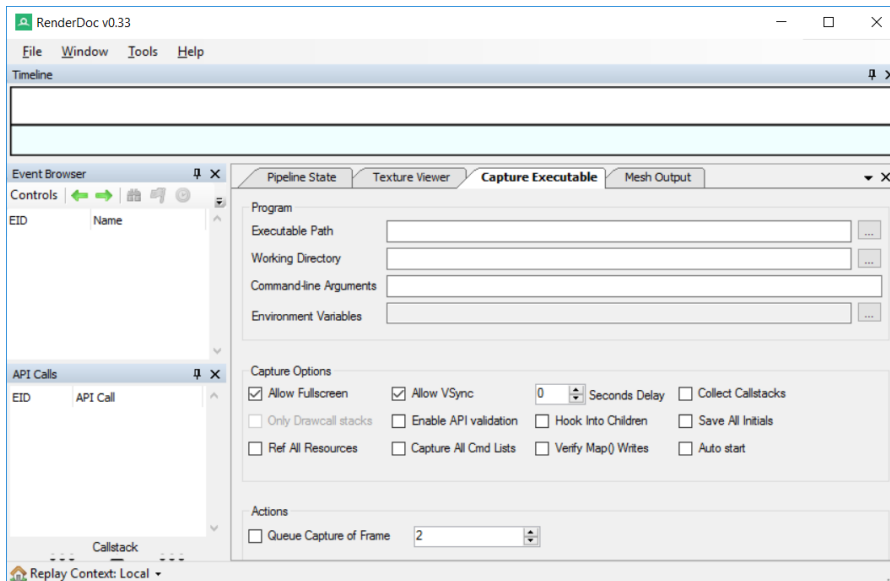 RenderDoc v0.33
File Window Tools Help
Timeline
Event Browser
Controls
EID Name
API Calls
EID API Call
Callstack
Pipeline State Texture Viewer Capture Executable Mesh Output
Program
Executable Path ...
Working Directory ...
Command-line Arguments
Environment Variables ...
Capture Options
Allow Fullscreen Allow VSync 0 Seconds Delay Collect Callstacks
Only Drawcall stacks Enable API validation Hook Into Children Save All Initials
Ref All Resources Capture All Cmd Lists Verify Map() Writes Auto start
Actions
Queue Capture of Frame 2
Replay Context: Local